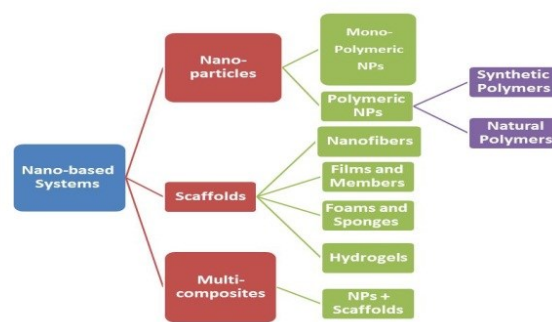 Nano-based
Systems
Nano-
particles
Scaffolds
Multi-
composites
Mono-
Polymeric
NPs
Polymeric
NPs
Nanofibers
Films and
Members
Foams and
Sponges
Hydrogels
NPs +
Scaffolds
Synthetic
Polymers
Natural
Polymers